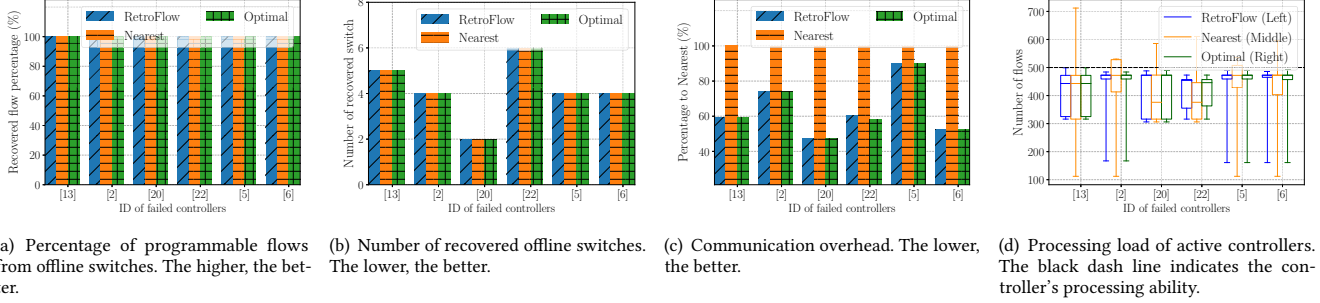 RetroFlow
Nearest
Optimal
Recovered flow percentage (%)
100
80
60
40
20
0
[13]
[2]
[20]
[22]
[5]
[6]
ID of failed controllers
RetroFlow
Nearest
Optimal
Number of recovered switch
8
6
4
2
0
[13]
[2]
[20]
[22]
[5]
[6]
ID of failed controllers
RetroFlow
Nearest
Optimal
Percentage to Nearest (%)
100
80
60
40
[13]
[2]
[20]
[22]
[5]
[6]
ID of failed controllers
RetroFlow (Left)
Nearest (Middle)
Optimal (Right)
Number of flows
700
600
500
400
300
200
100
[13]
[2]
[20]
[22]
[5]
[6]
ID of failed controllers
a) Percentage of programmable flows
from offline switches. The higher, the bet-
ter.
(b) Number of recovered offline switches.
The lower, the better.
(c) Communication overhead. The lower,
the better.
(d) Processing load of active controllers.
The black dash line indicates the con-
troller's processing ability.